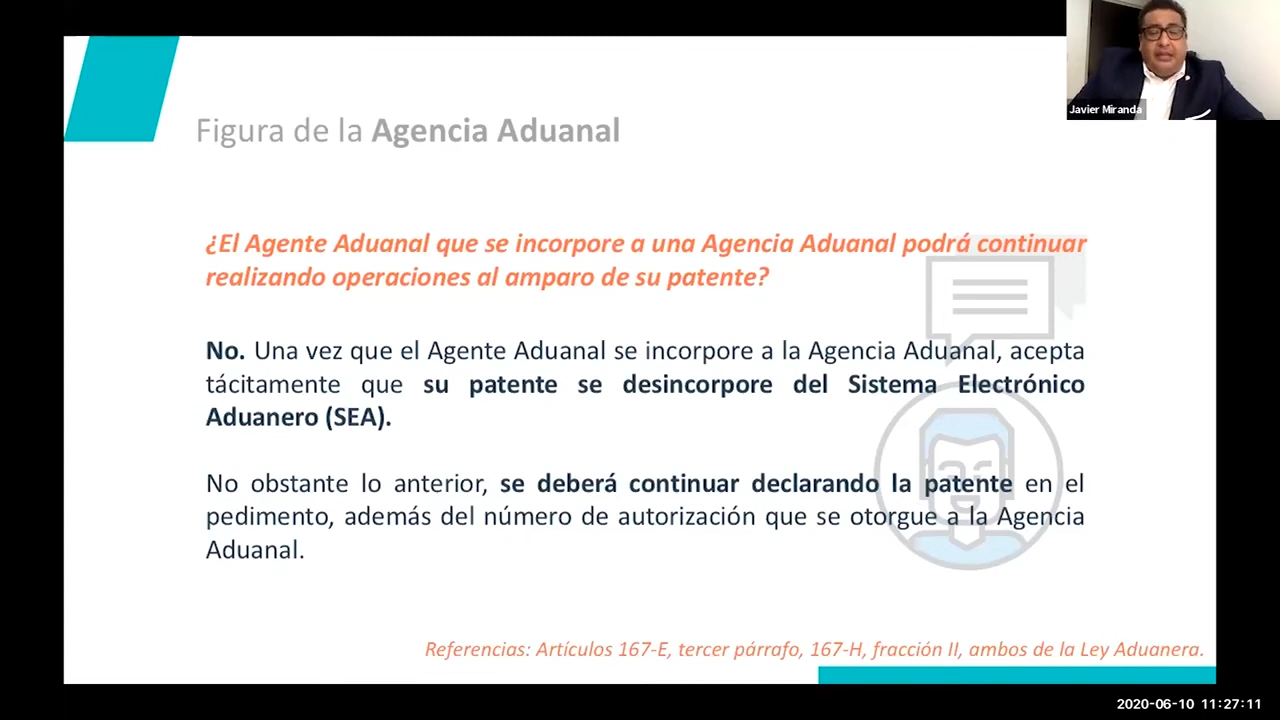 Javier Miranda
Figura de la Agencia Aduanal
¿El Agente Aduanal que se incorpore a una Agencia Aduanal podrá continuar
realizando operaciones al amparo de su patente?
No. Una vez que el Agente Aduanal se incorpore a la Agencia Aduanal, acepta
tácitamente que su patente se desincorpore del Sistema Electrónico
Aduanero (SEA).
No obstante lo anterior, se deberá continuar declarando la patente en el
pedimento, además del número de autorización que se otorgue a la Agencia
Aduanal.
Referencias: Artículos 167-E, tercer párrafo, 167-H, fracción II, ambos de la Ley Aduanera.
2020-06-10 11:27:11